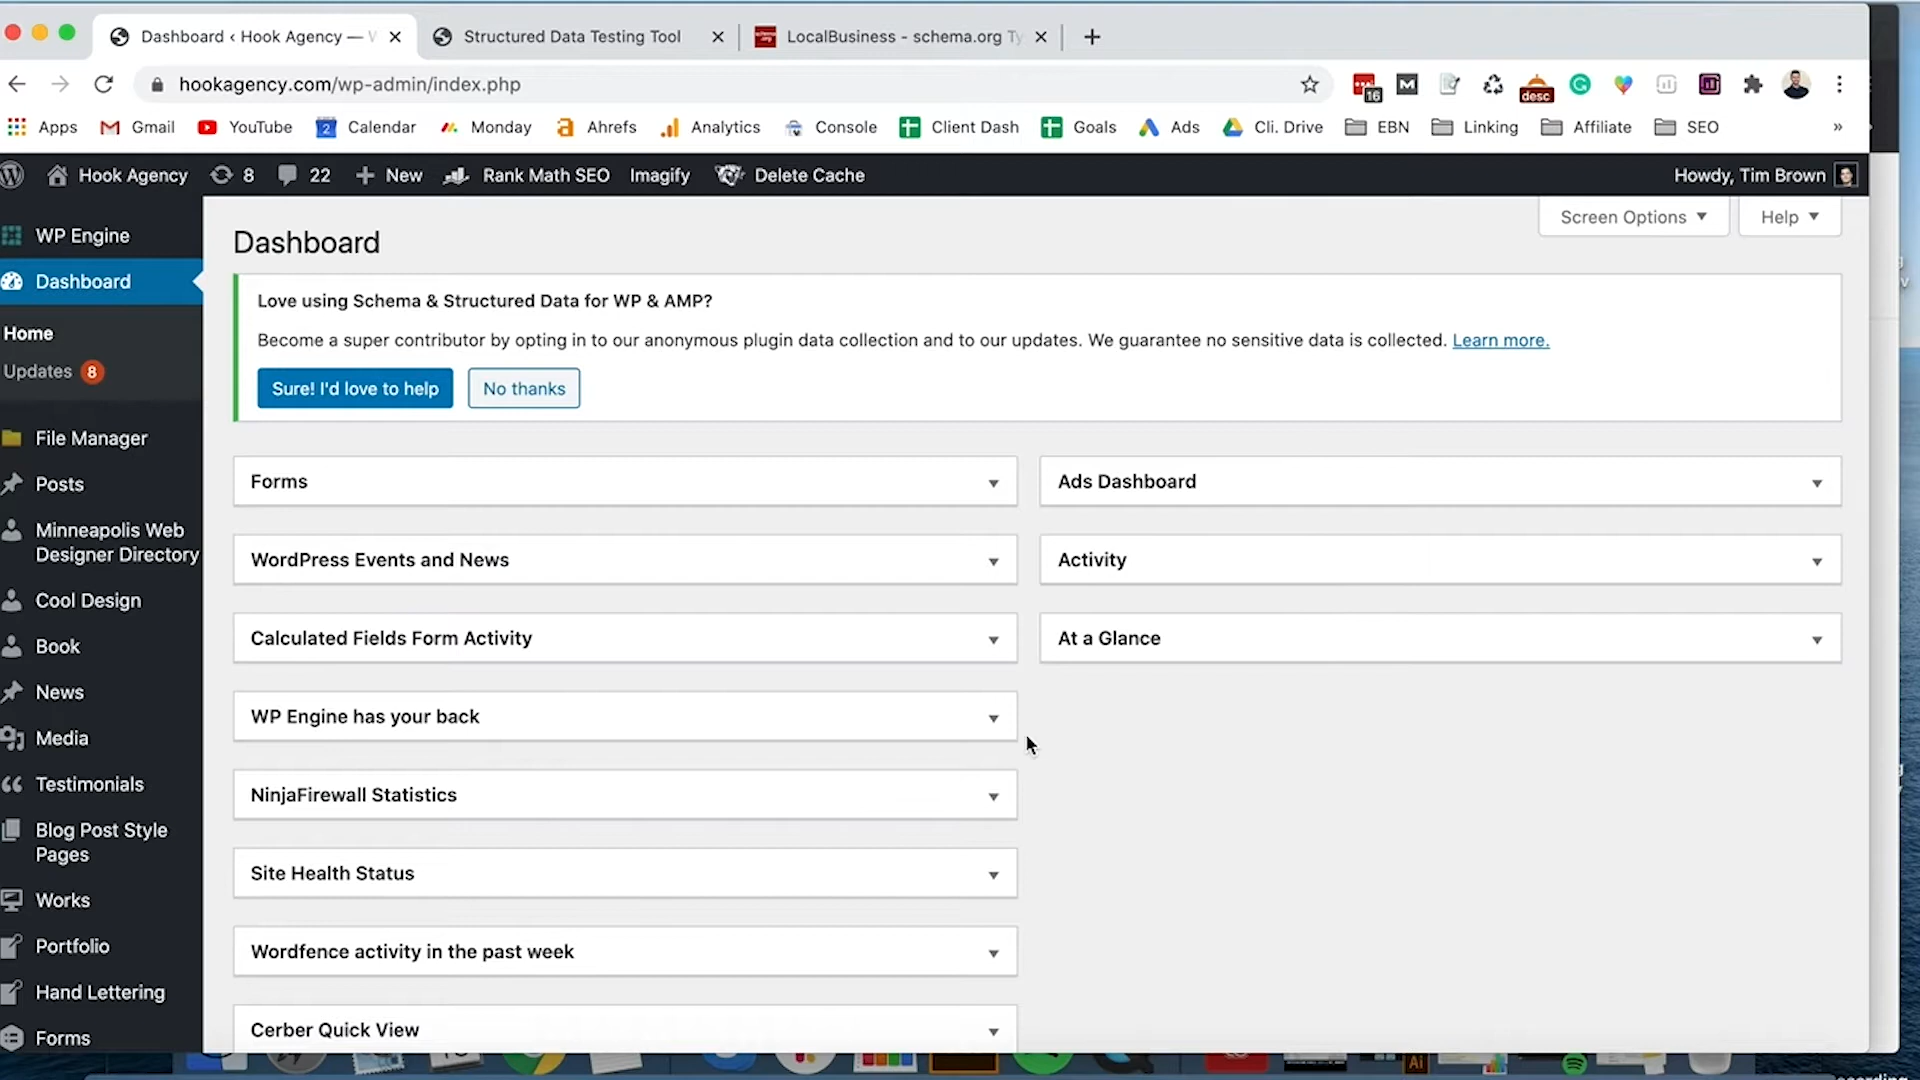 Dashboard ‹ Hook Agency — W
Structured Data Testing Tool
LocalBusiness - schema.org Ty
hookagency.com/wp-admin/index.php
16
desc
Apps
Gmail
YouTube
2 Calendar
Monday
Ahrefs
Analytics
Console
Client Dash
Goals
Ads
Cli. Drive
EBN
Linking
Affiliate
SEO
»
Hook Agency
8
22
New
Rank Math SEO
Imagify
Delete Cache
Howdy, Tim Brown
WP Engine
Dashboard
Home
Updates 8
File Manager
Posts
Minneapolis Web
Designer Directory
Cool Design
Book
News
Media
Testimonials
Blog Post Style
Pages
Works
Portfolio
Hand Lettering
Forms
Screen Options
Help
Dashboard
Love using Schema & Structured Data for WP & AMP?
Become a super contributor by opting in to our anonymous plugin data collection and to our updates. We guarantee no sensitive data is collected. Learn more.
Sure! I'd love to help
No thanks
Forms
Ads Dashboard
WordPress Events and News
Activity
Calculated Fields Form Activity
At a Glance
WP Engine has your back
NinjaFirewall Statistics
Site Health Status
Wordfence activity in the past week
Cerber Quick View
Ai